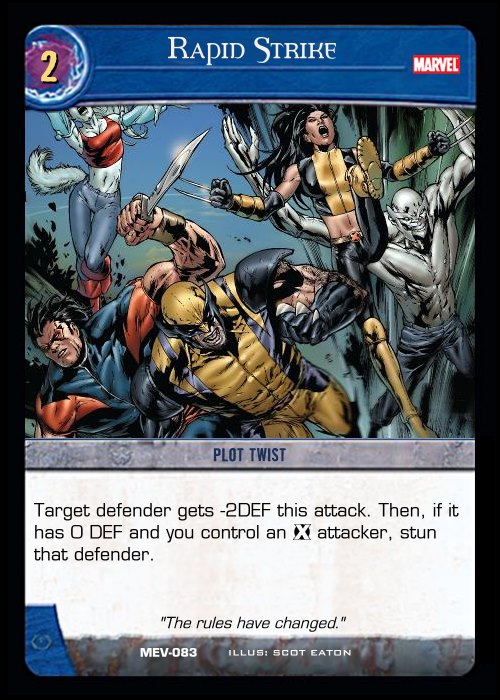 2
Rapid Strike
MARVEL
PLOT TWIST
Target defender gets -2DEF this attack. Then, if it
has 0 DEF and you control an X attacker, stun
that defender.
"The rules have changed."
MEV-083 ILLUS: SCOT EATON